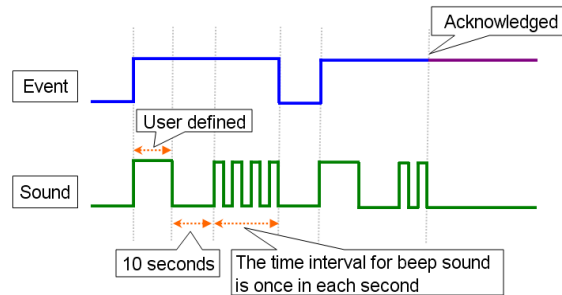 Acknowledged
Event
User defined
Sound
10 seconds
The time interval for beep sound
is once in each second